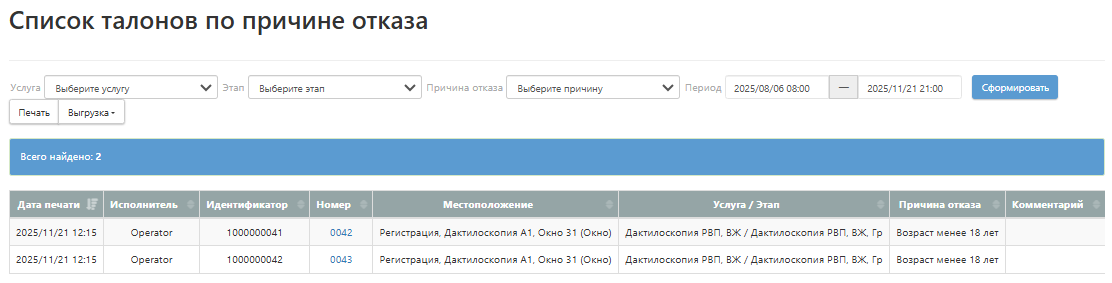 Список талонов по причине отказа
Услуга Выберите услугу Этап Выберите этап Причина отказа Выберите причину Период 2025/08/06 08:00 — 2025/11/21 21:00 Сформировать
Печать Выгрузка
Всего найдено: 2
Дата печати Исполнитель Идентификатор Номер Местоположение Услуга / Этап Причина отказа Комментарий
2025/11/21 12:15 Operator 1000000041 0042 Регистрация, Дактилоскопия А1, Окно 31 (Окно) Дактилоскопия РВП, ВЖ / Дактилоскопия РВП, ВЖ, Гр Возраст менее 18 лет
2025/11/21 12:15 Operator 1000000042 0043 Регистрация, Дактилоскопия А1, Окно 31 (Окно) Дактилоскопия РВП, ВЖ / Дактилоскопия РВП, ВЖ, Гр Возраст менее 18 лет